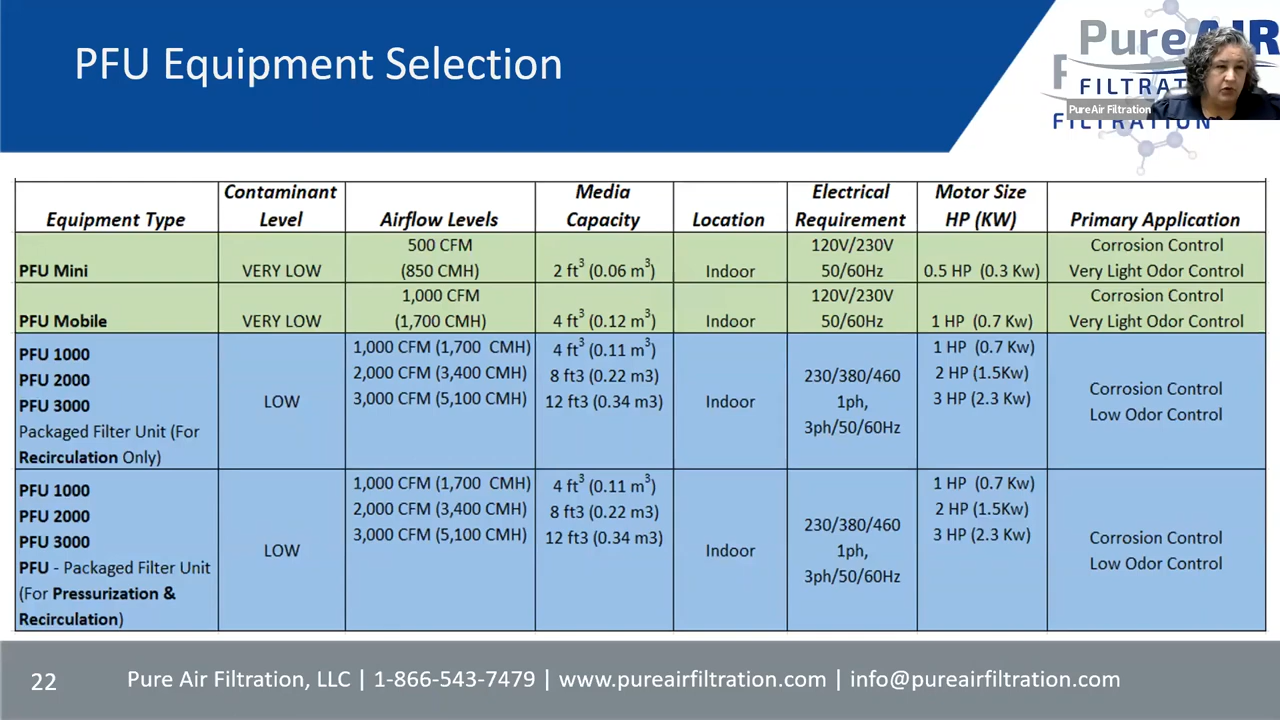 PFU Equipment Selection
PureAIR
FILTRAT
PureAir Filtration
FILTRATION
Equipment Type
Contaminant
Level
Airflow Levels
Media
Capacity
Location
Electrical
Requirement
Motor Size
HP (KW)
Primary Application
PFU Mini
VERY LOW
500 CFM
(850 CMH)
2 ft³ (0.06 m³)
Indoor
120V/230V
50/60Hz
0.5 HP (0.3 Kw)
Corrosion Control
Very Light Odor Control
PFU Mobile
VERY LOW
1,000 CFM
(1,700 CMH)
4 ft³ (0.12 m³)
Indoor
120V/230V
50/60Hz
1 HP (0.7 Kw)
Corrosion Control
Very Light Odor Control
PFU 1000
PFU 2000
PFU 3000
Packaged Filter Unit (For
Recirculation Only)
LOW
1,000 CFM (1,700 CMH)
2,000 CFM (3,400 CMH)
3,000 CFM (5,100 CMH)
4 ft³ (0.11 m³)
8 ft3 (0.22 m3)
12 ft3 (0.34 m3)
Indoor
230/380/460
1ph,
3ph/50/60Hz
1 HP (0.7 Kw)
2 HP (1.5Kw)
3 HP (2.3 Kw)
Corrosion Control
Low Odor Control
PFU 1000
PFU 2000
PFU 3000
PFU - Packaged Filter Unit
(For Pressurization &
Recirculation)
LOW
1,000 CFM (1,700 CMH)
2,000 CFM (3,400 CMH)
3,000 CFM (5,100 CMH)
4 ft³ (0.11 m³)
8 ft3 (0.22 m3)
12 ft3 (0.34 m3)
Indoor
230/380/460
1ph,
3ph/50/60Hz
1 HP (0.7 Kw)
2 HP (1.5Kw)
3 HP (2.3 Kw)
Corrosion Control
Low Odor Control
22
Pure Air Filtration, LLC | 1-866-543-7479 | www.pureairfiltration.com | info@pureairfiltration.com